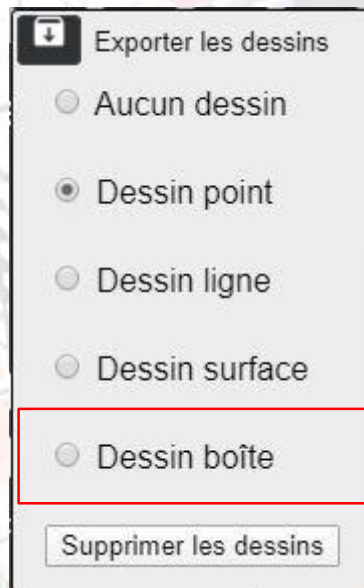 Exporter les dessins
Aucun dessin
Dessin point
Dessin ligne
Dessin surface
Dessin boîte
Supprimer les dessins